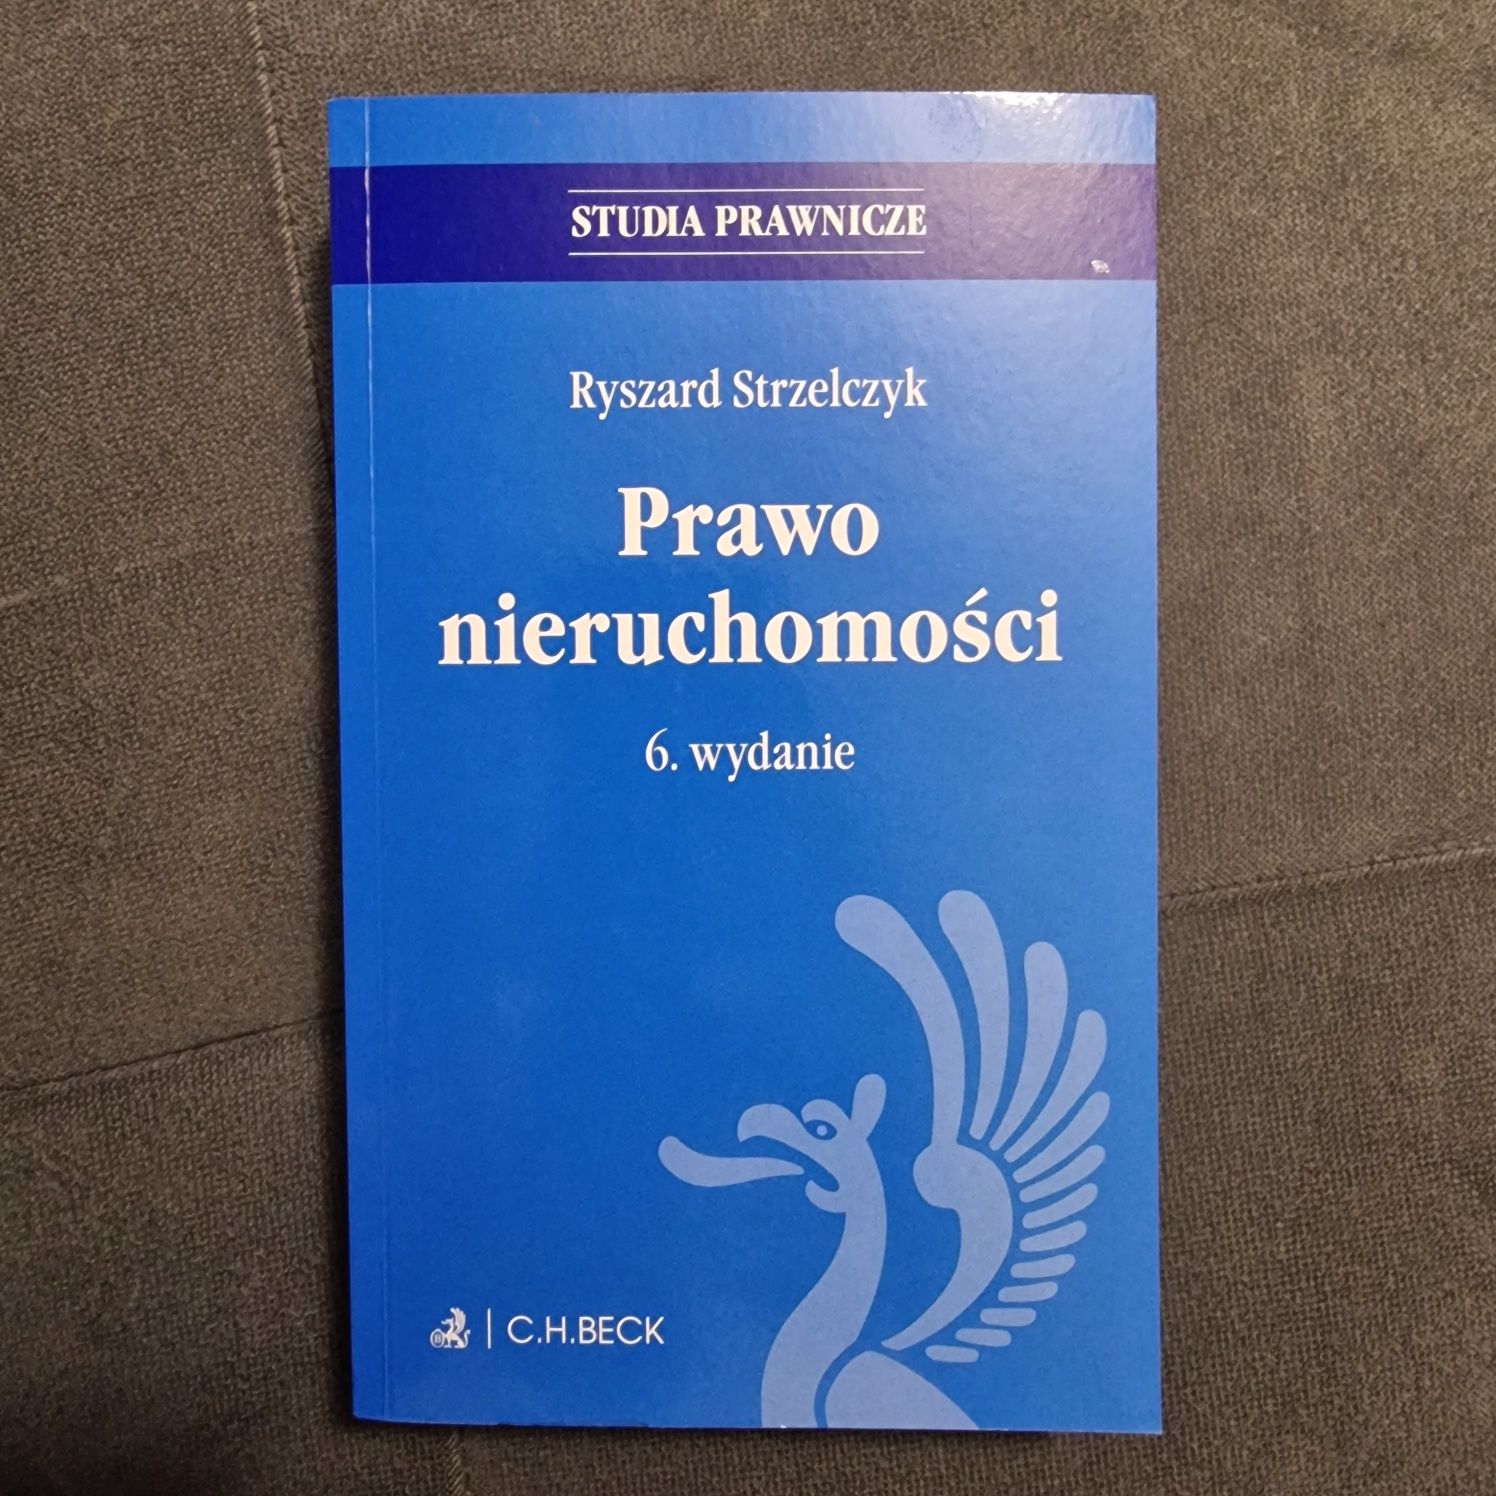 STUDIA PRAWNICZE
Ryszard Strzelczyk
Prawo
nieruchomości
6. wydanie
B | C.H.BECK